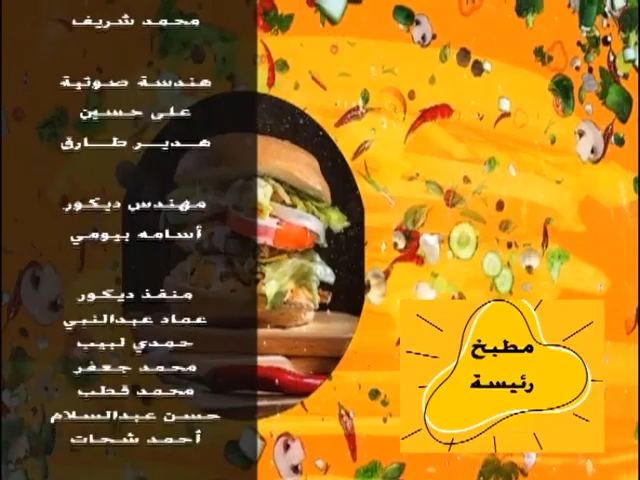 محمد شريف
هندسة صوتية
على حسين
هدير طارق
مهندس ديكور
أسامه بيومي
منفذ ديكور
عماد عبدالنبي
حمدي لبيب
محمد جعفر
محمد قطب
حسن عبدالسلام
أحمد شحات
مطبخ
رئيسة